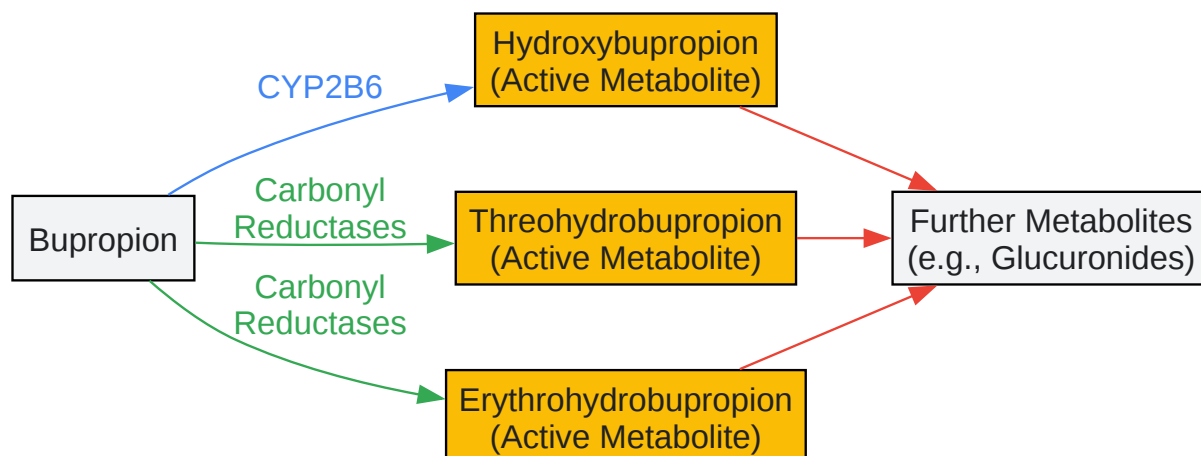 Hydroxybupropion
(Active Metabolite)
CYP2B6
Carbonyl
Reductases
Bupropion
Threohydrobupropion
(Active Metabolite)
Further Metabolites
(e.g., Glucuronides)
Carbonyl
Reductases
Erythrohydrobupropion
(Active Metabolite)